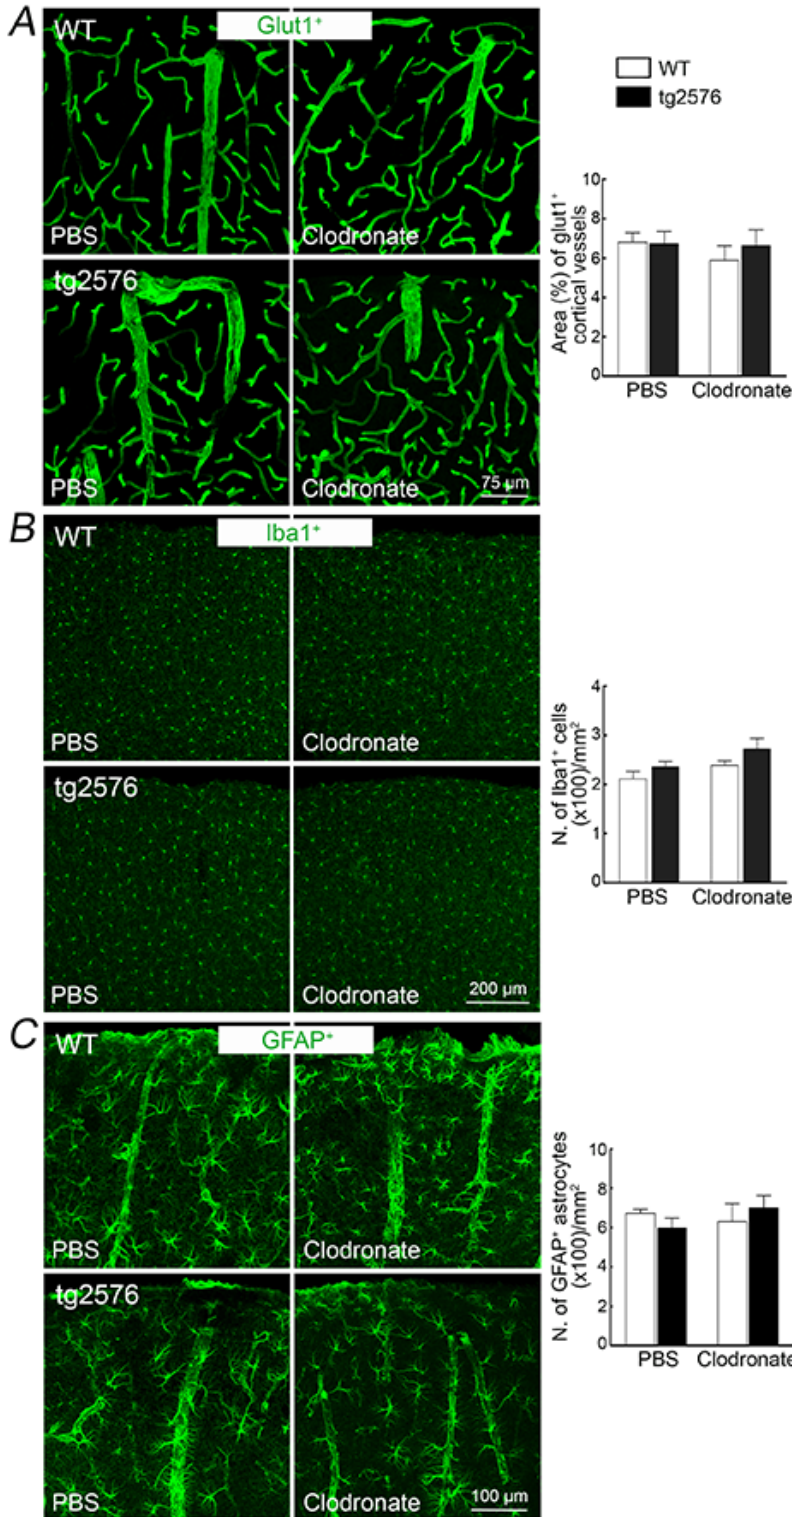 A
WT
Glut1⁺
PBS
Clodronate
tg2576
PBS
Clodronate
75 µm
WT
tg2576
Area (%) of glut1⁺
cortical vessels
10
8
6
4
2
0
PBS Clodronate
B
WT
Iba1⁺
PBS
Clodronate
tg2576
PBS
Clodronate
200 µm
N. of Iba1⁺ cells
(x100)/mm²
4
3
2
1
0
PBS Clodronate
C
WT
GFAP⁺
PBS
Clodronate
tg2576
PBS
Clodronate
100 µm
N. of GFAP⁺ astrocytes
(x100)/mm²
10
8
6
4
2
0
PBS Clodronate